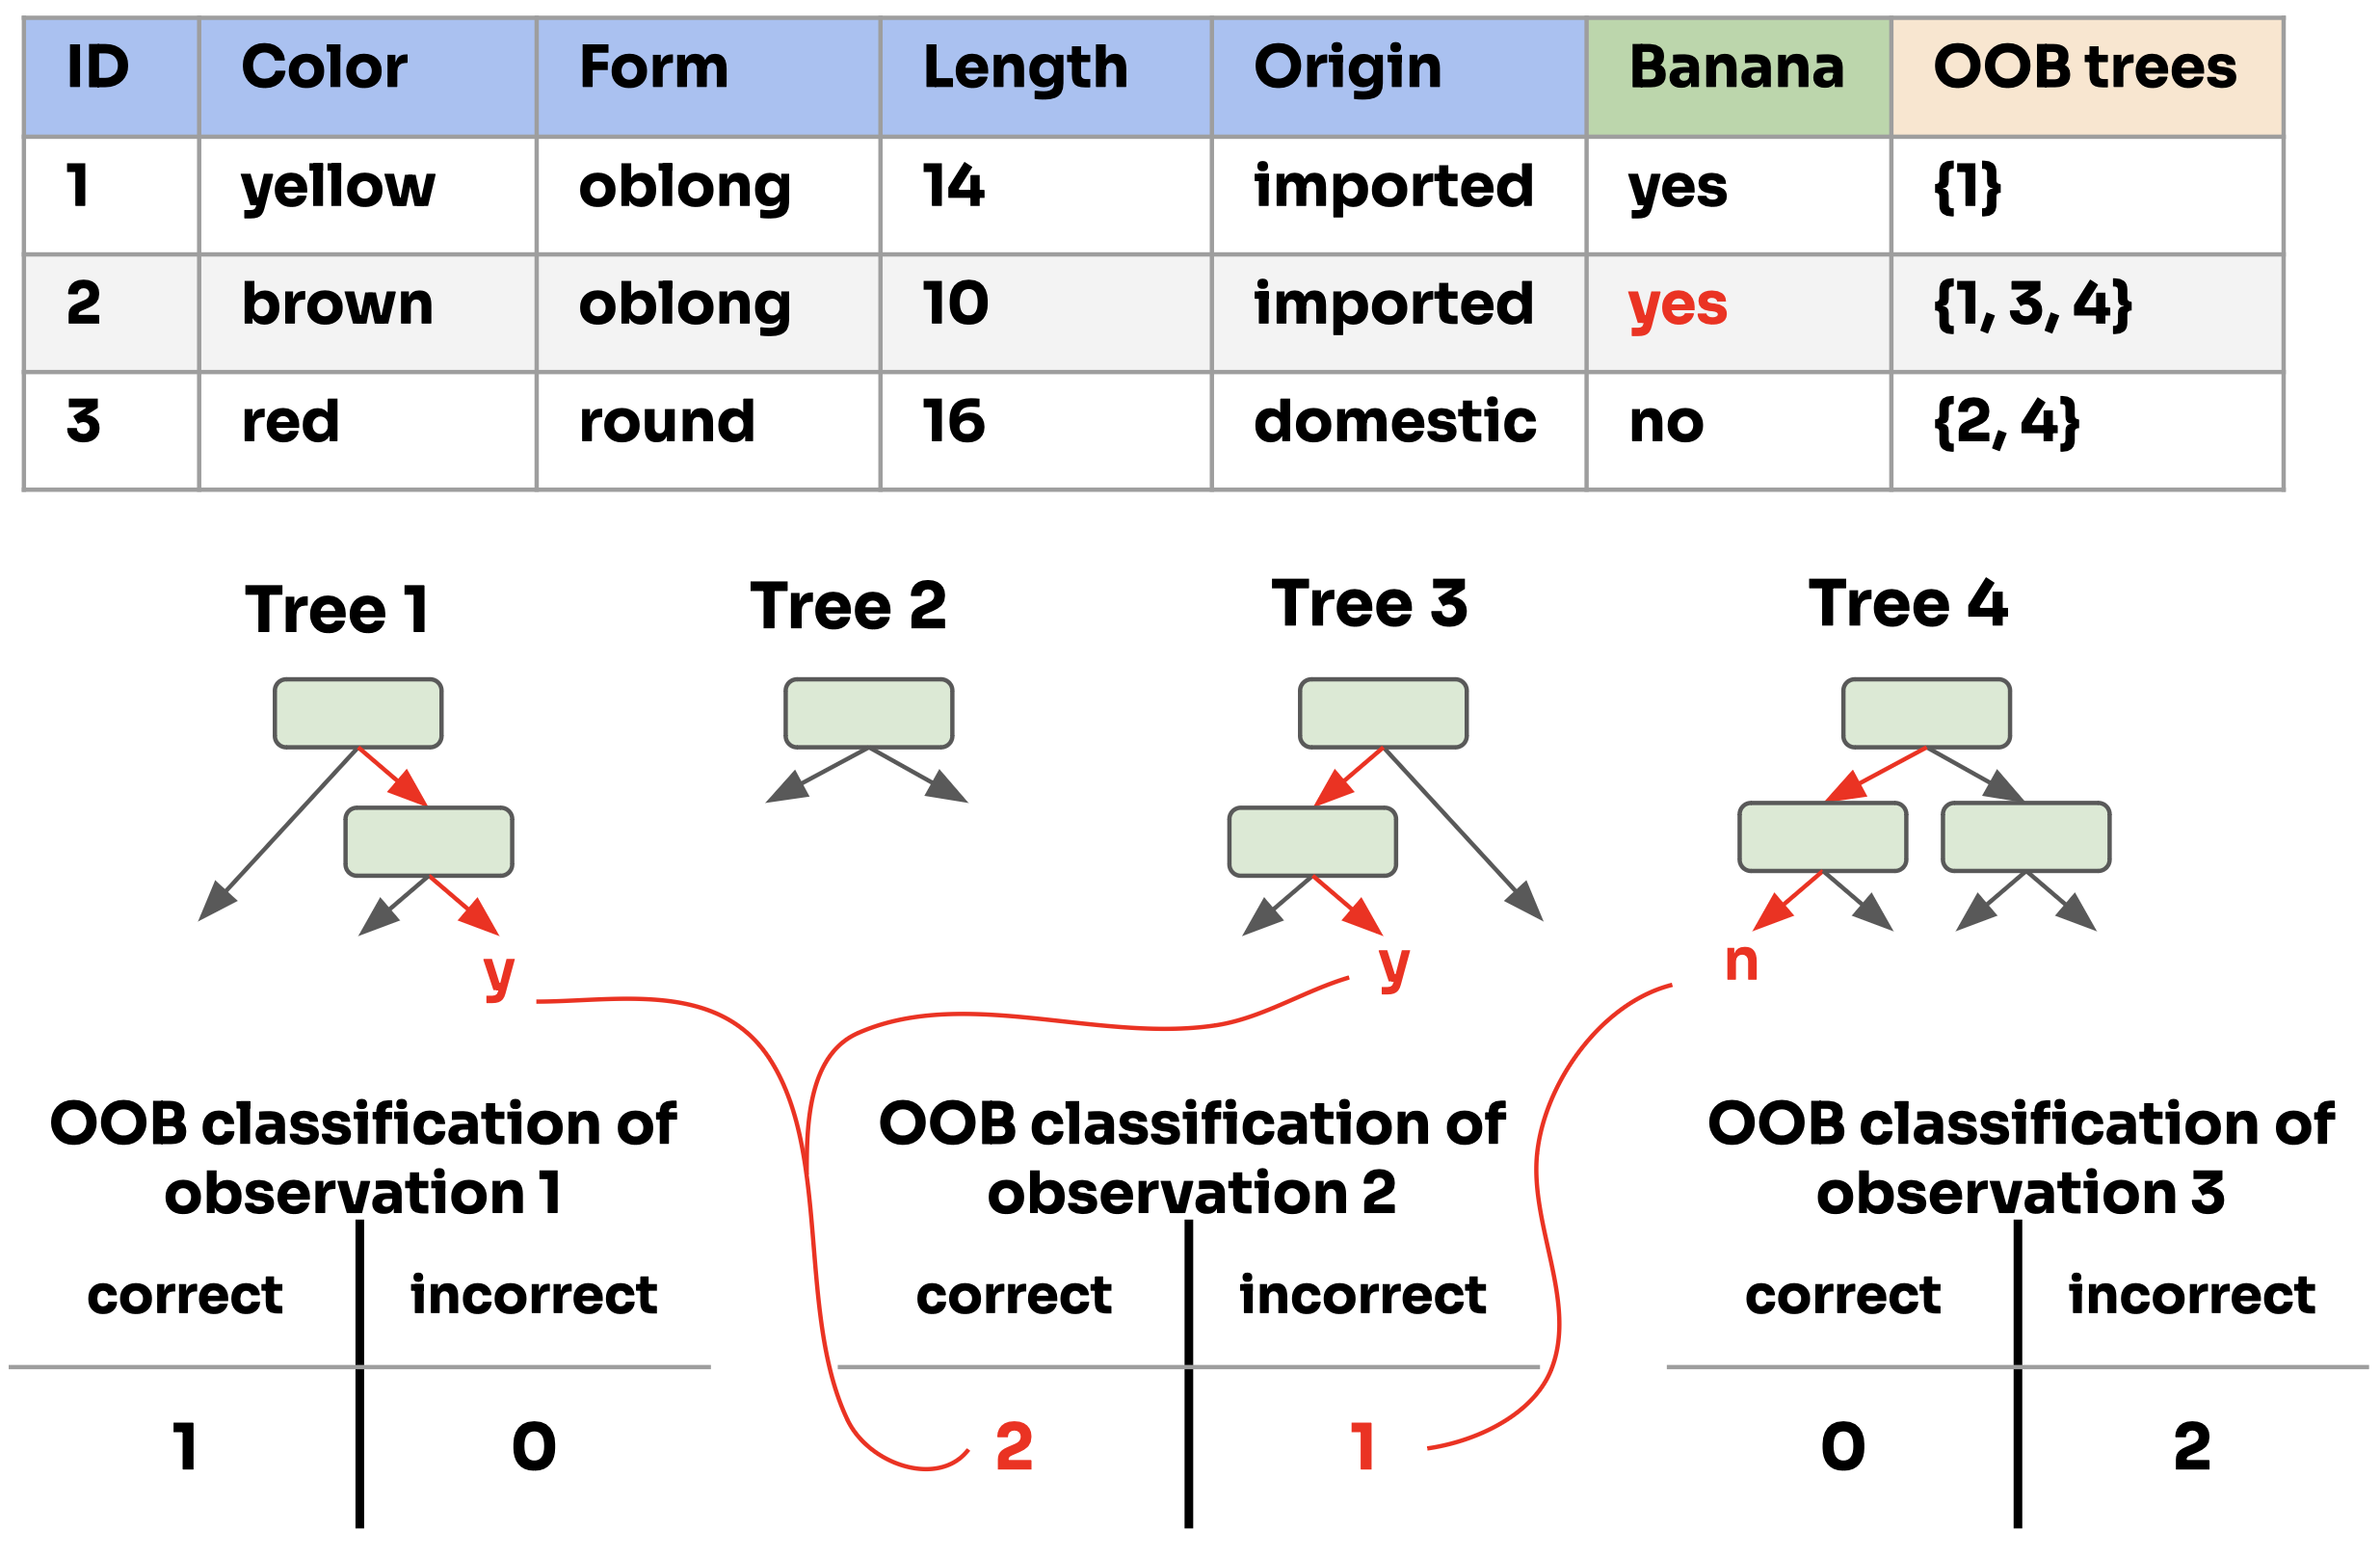 ID Color Form Length Origin Banana OOB trees
1 yellow oblong 14 imported yes {1}
2 brown oblong 10 imported yes {1, 3, 4}
3 red round 16 domestic no {2, 4}
Tree 1 Tree 2 Tree 3 Tree 4
y y n
OOB classification of observation 1
correct incorrect
1 0
OOB classification of observation 2
correct incorrect
2 1
OOB classification of observation 3
correct incorrect
0 2